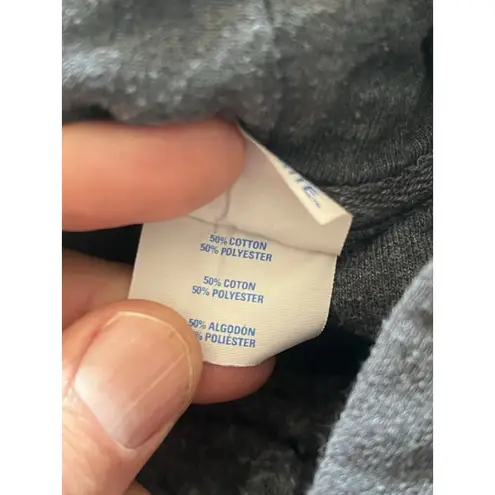 50% COTTON
50% POLYESTER
50% COTON
50% POLYESTER
50% ALGODÓN
% POLIÉSTER